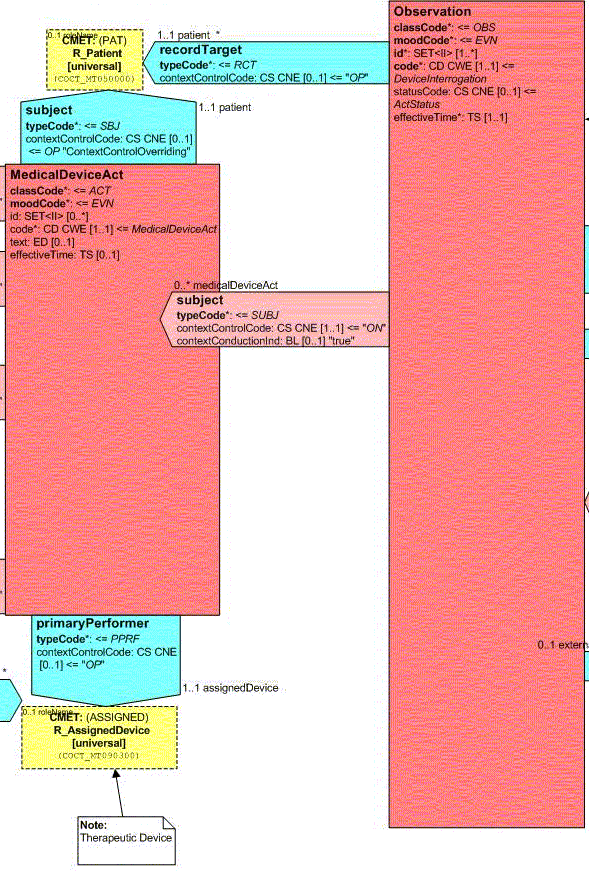 0..1 roleName
CMET: (PAT)
R_Patient
[universal]
(COCT_MT050000)
1..1 patient *
recordTarget
typeCode*: <= RCT
contextControlCode: CS CNE [0..1] <= "OP"
Observation
classCode*: <= OBS
moodCode*: <= EVN
id*: SET<II> [1..*]
code*: CD CWE [1..1] <=
DeviceInterrogation
statusCode: CS CNE [0..1] <=
ActStatus
effectiveTime*: TS [1..1]
subject
typeCode*: <= SBJ
contextControlCode: CS CNE [0..1]
<= OP "ContextControlOverriding"
1..1 patient
MedicalDeviceAct
classCode*: <= ACT
moodCode*: <= EVN
id: SET<II> [0..*]
code*: CD CWE [1..1] <= MedicalDeviceAct
text: ED [0..1]
effectiveTime: TS [0..1]
0..* medicalDeviceAct
subject
typeCode*: <= SUBJ
contextControlCode: CS CNE [1..1] <= "ON"
contextConductionInd: BL [0..1] "true"
primaryPerformer
typeCode*: <= PPRF
contextControlCode: CS CNE
[0..1] <= "OP"
0..1 extern
*
1..1 assignedDevice
0..1 roleName
CMET: (ASSIGNED)
R_AssignedDevice
[universal]
(COCT_MT090300)
Note:
Therapeutic Device